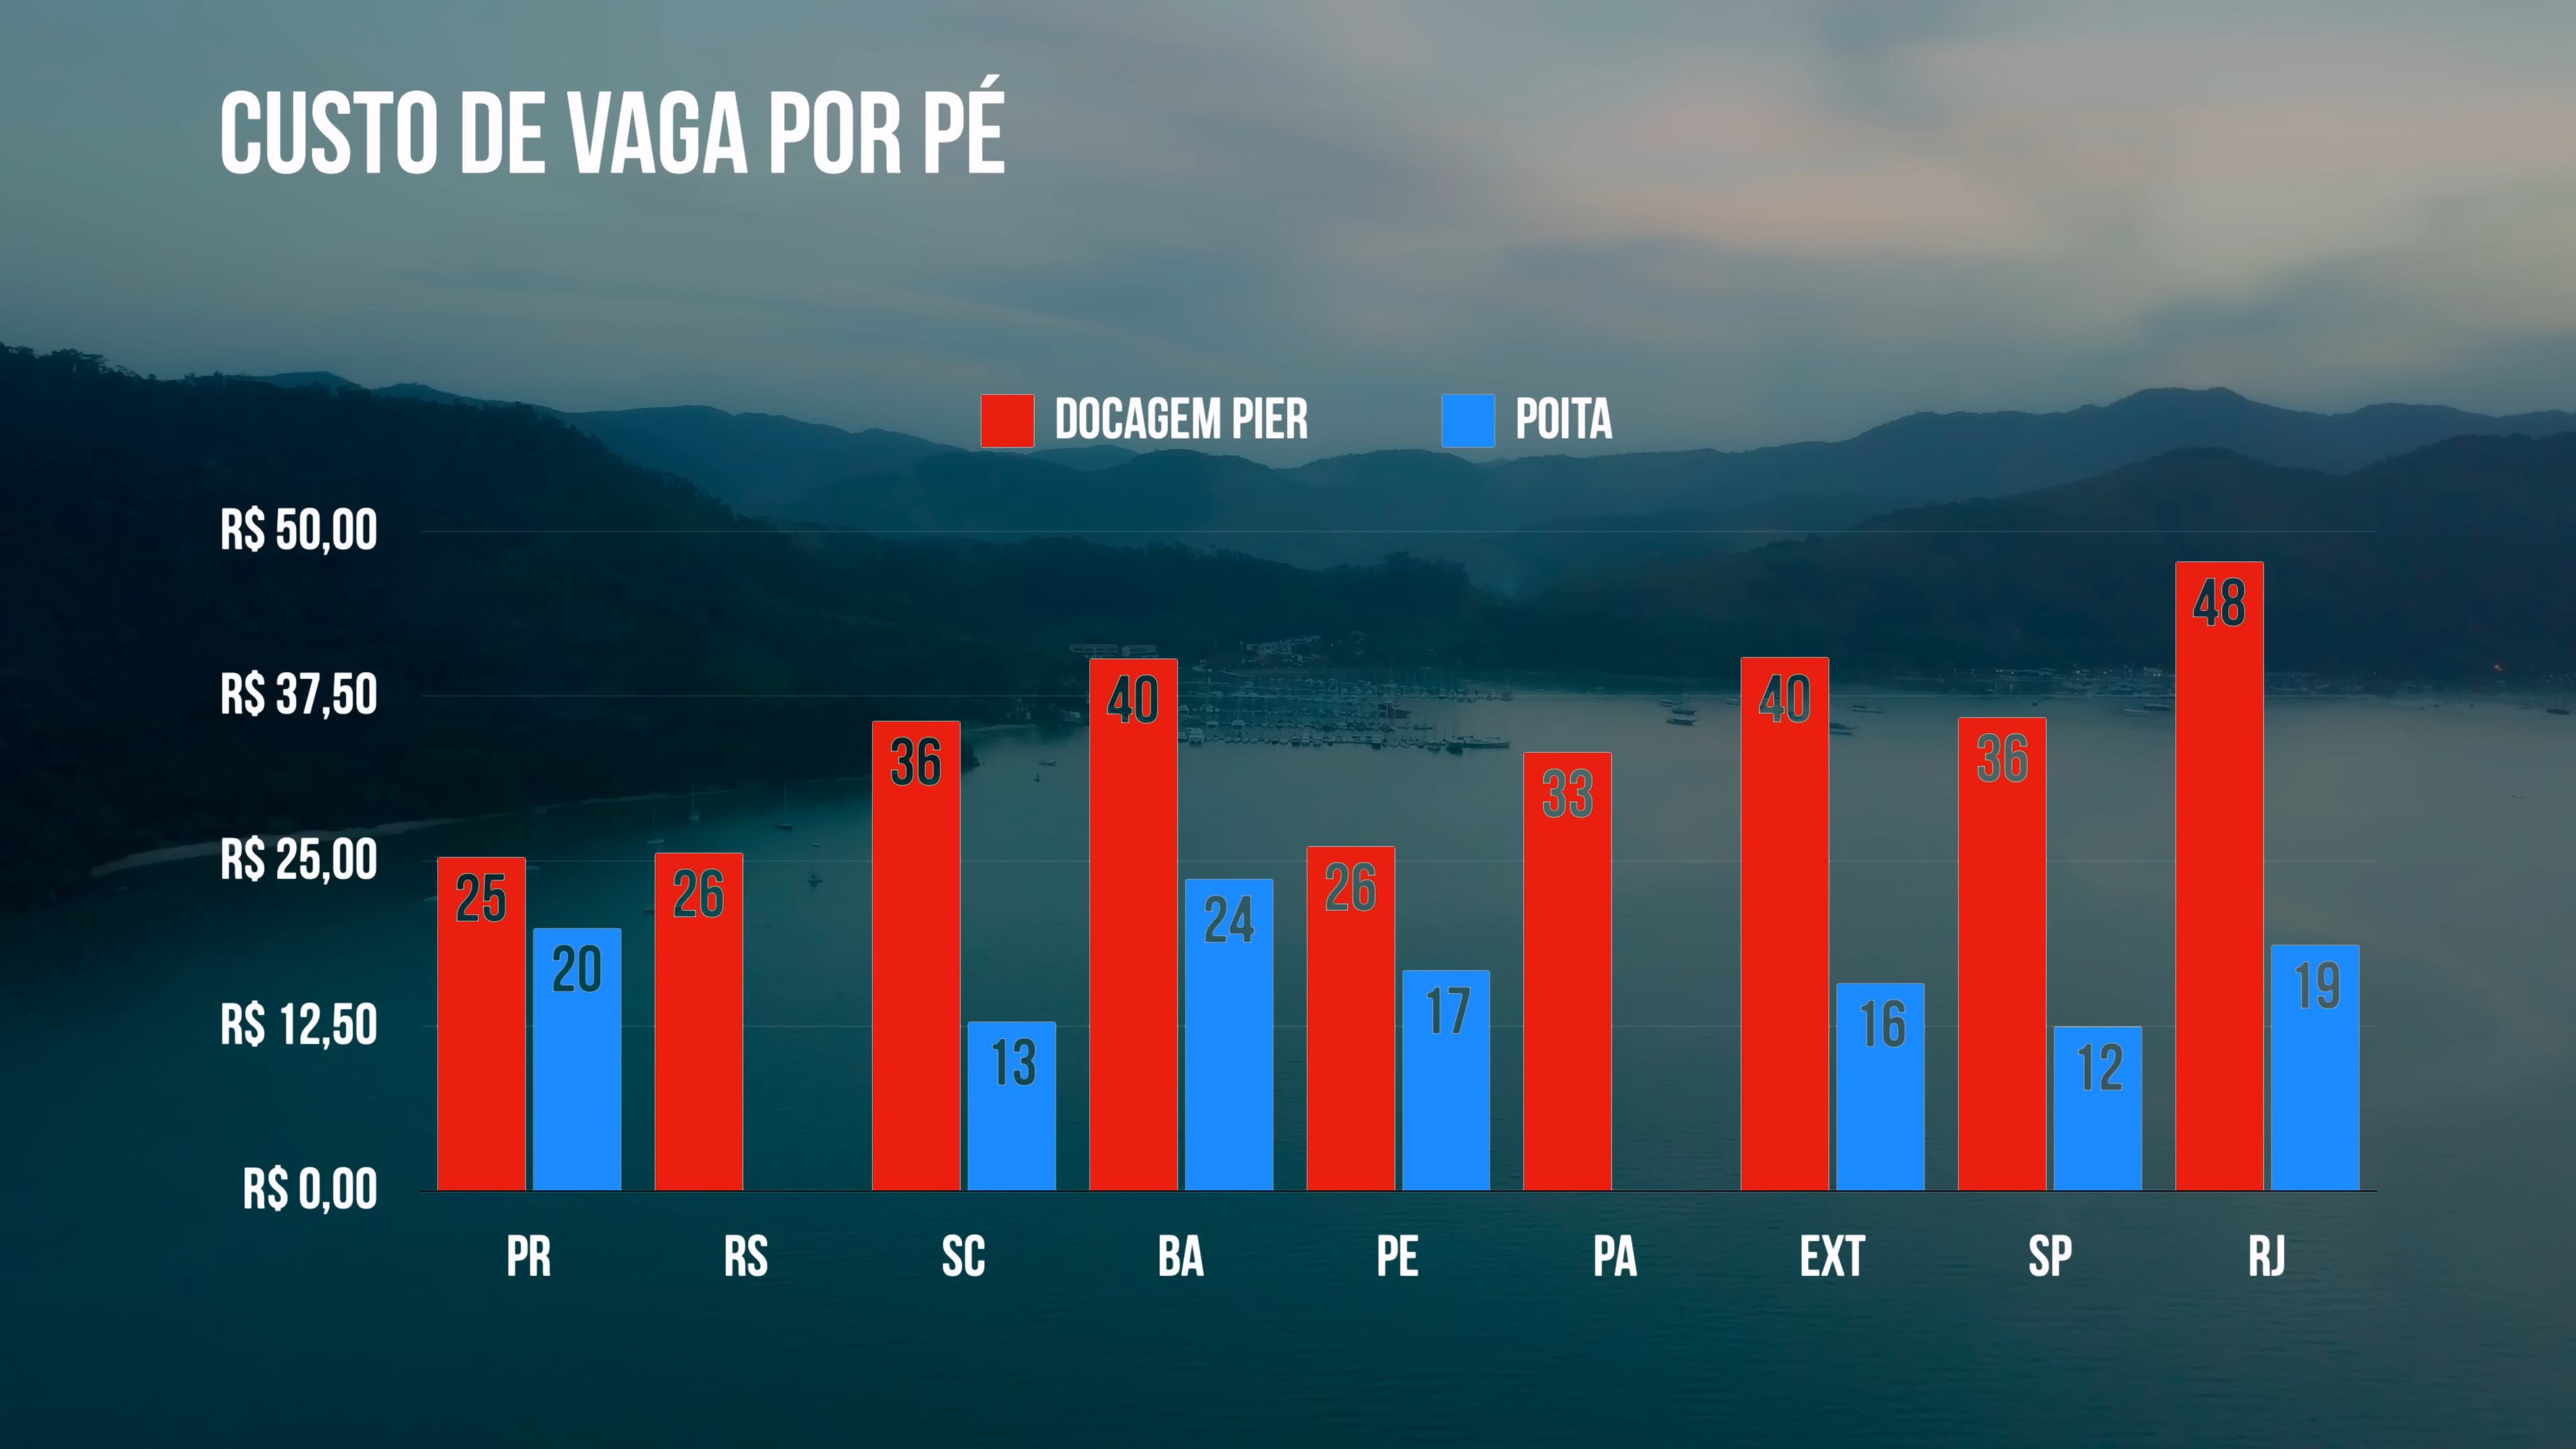 CUSTO DE VAGA POR PÉ
DOCAGEM PIER POITA
R$ 50,00
R$ 37,50
R$ 25,00
R$ 12,50
R$ 0,00
25 20 26 36 13 40 24 26 17 33 40 16 36 12 48 19
PR RS SC BA PE PA EXT SP RJ